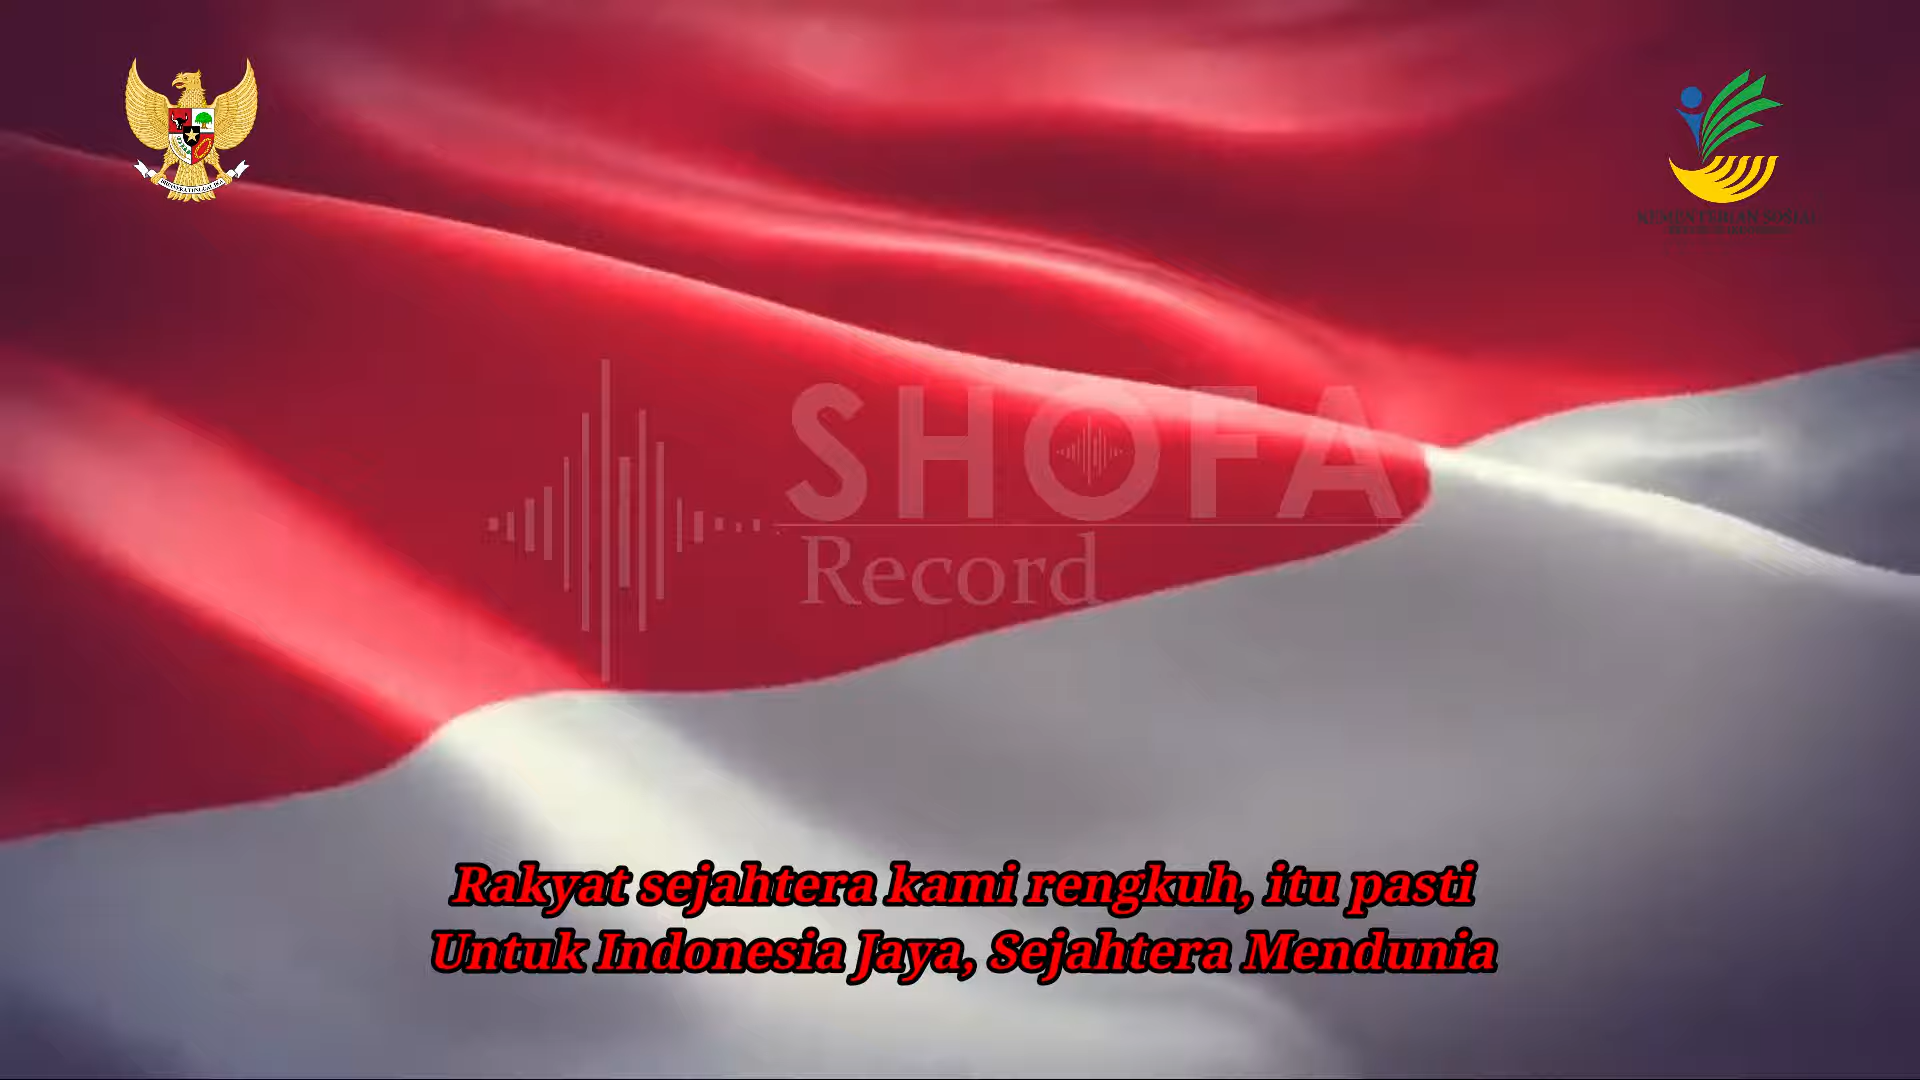 KEMENTERIAN SOSIAL
SHOFA
Record
Rakyat sejahtera kami rengkuh, itu pasti
Untuk Indonesia Jaya, Sejahtera Mendunia